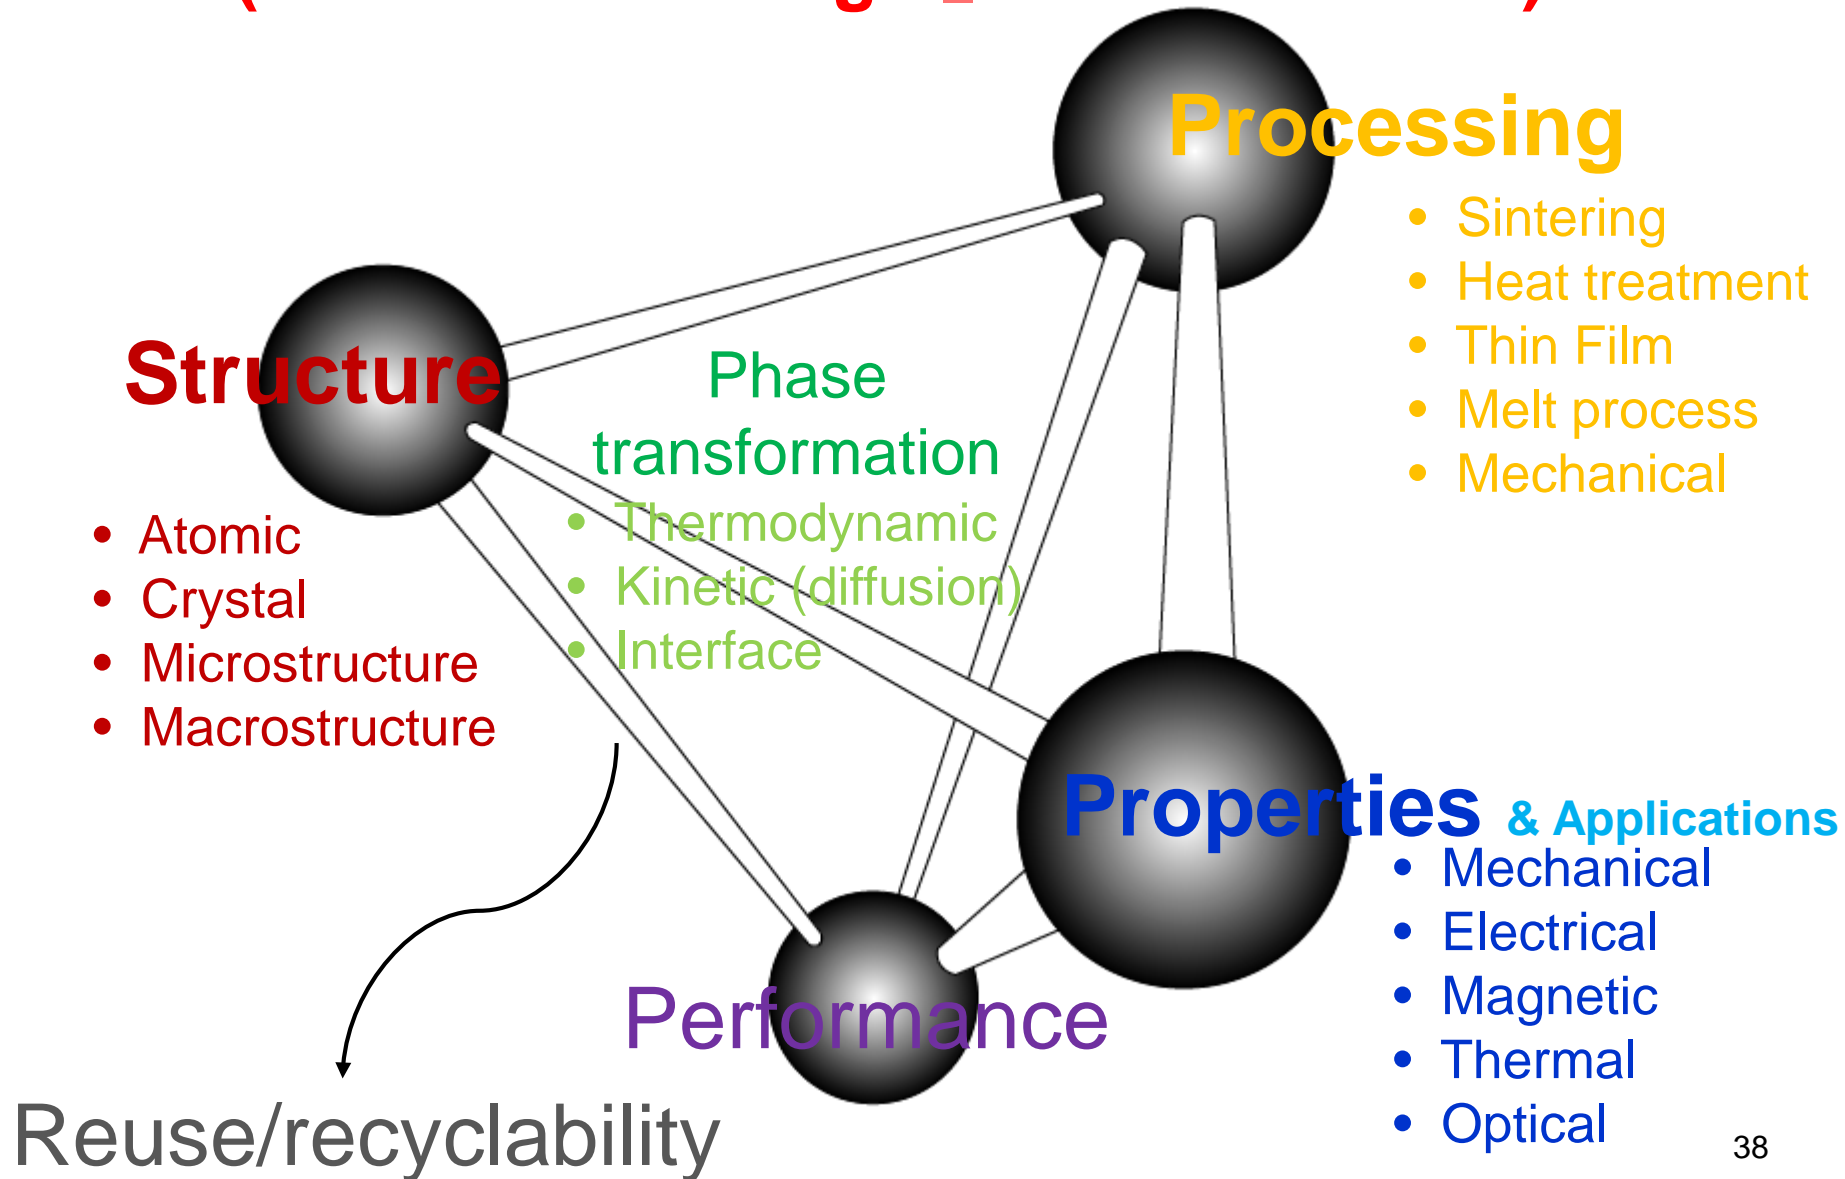 Processing
• Sintering
• Heat treatment
• Thin Film
• Melt process
• Mechanical
Structure
• Atomic
• Crystal
• Microstructure
• Macrostructure
Phase
transformation
• Thermodynamic
• Kinetic (diffusion)
• Interface
Properties & Applications
• Mechanical
• Electrical
• Magnetic
• Thermal
• Optical
Performance
Reuse/recyclability
38